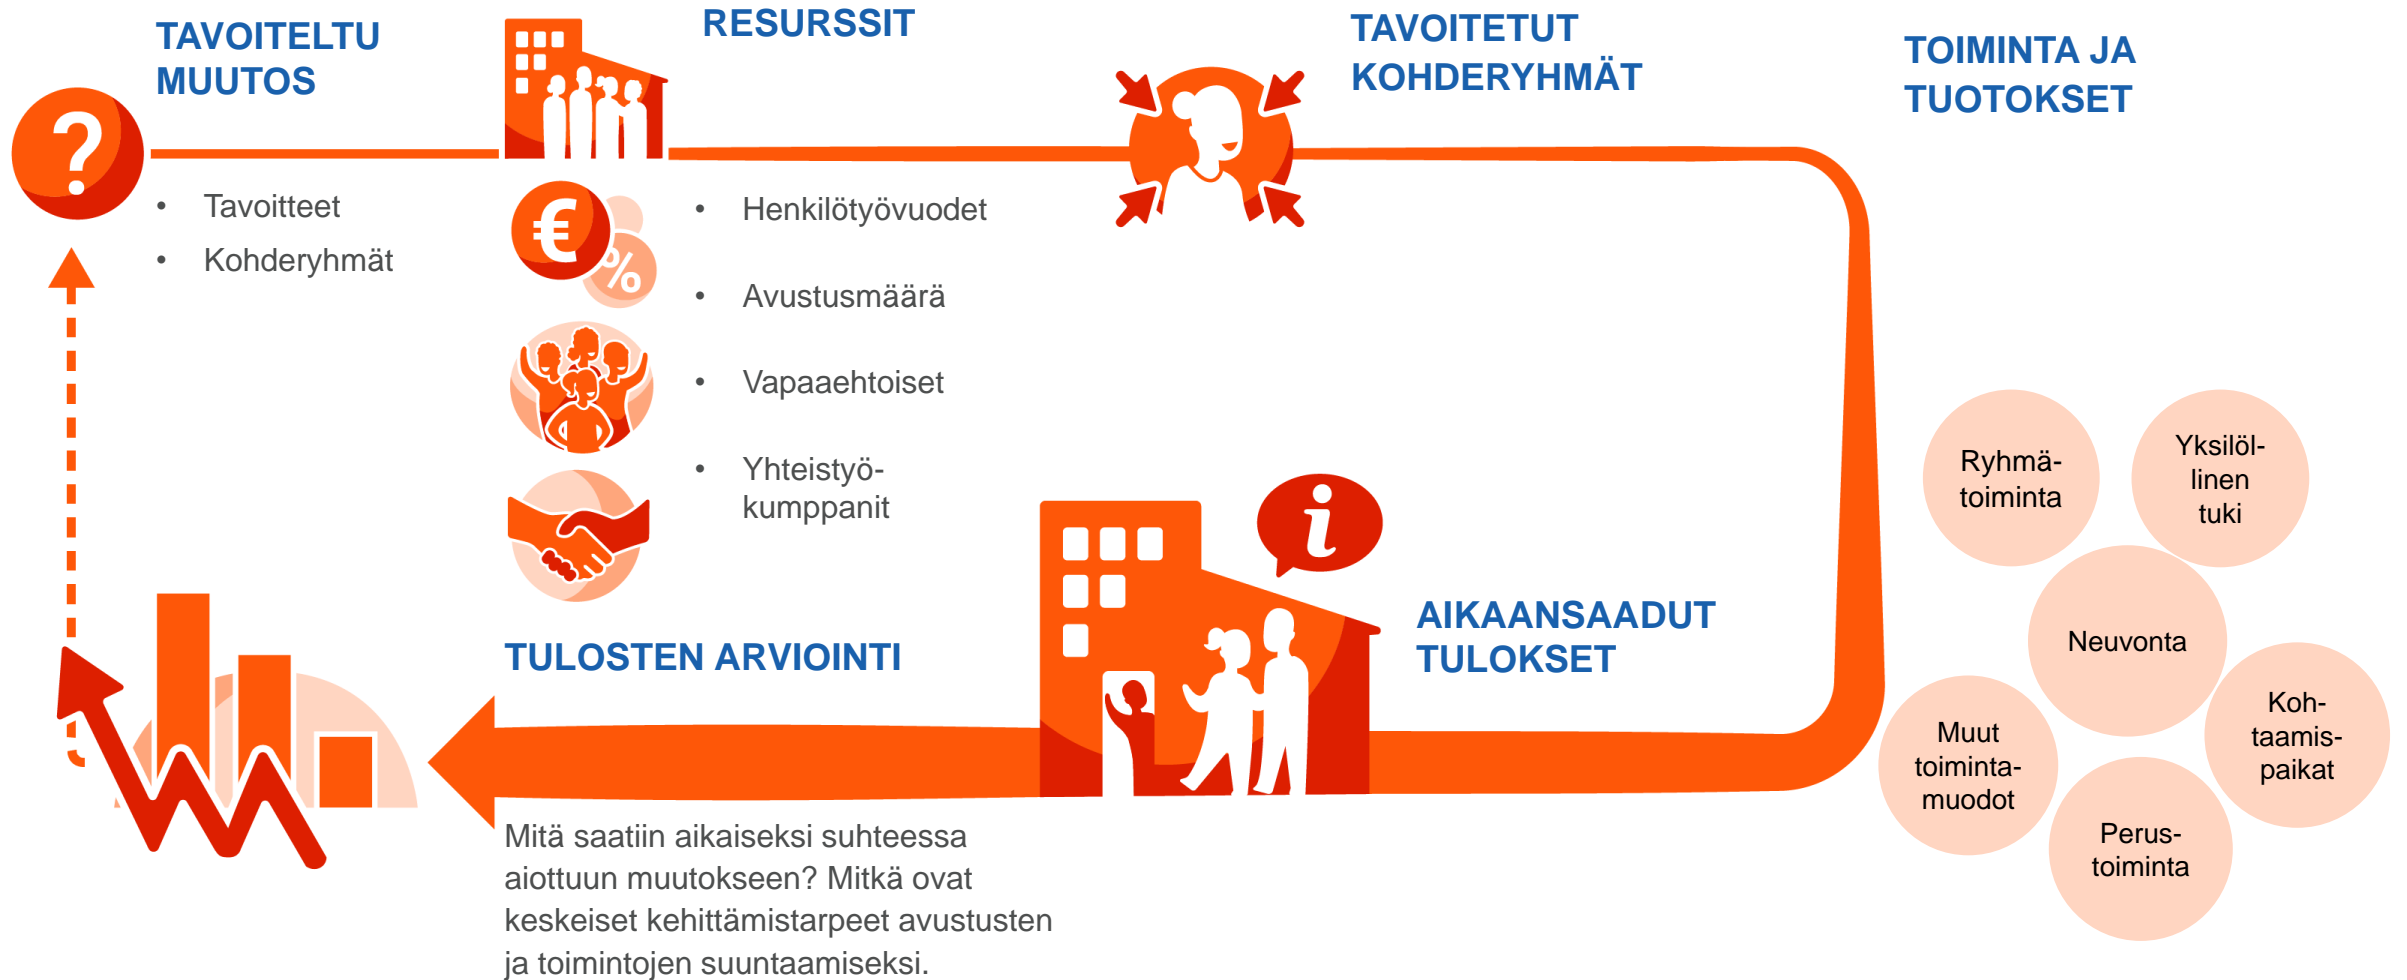 TAVOITELTU
MUUTOS
?
• Tavoitteet
• Kohderyhmät
RESURSSIT
€
%
• Henkilötyövuodet
• Avustusmäärä
• Vapaaehtoiset
• Yhteistyö-
kumppanit
TAVOITETUT
KOHDERYHMÄT
TOIMINTA JA
TUOTOKSET
Ryhmä-
toiminta
Yksilöl-
linen
tuki
Neuvonta
Koh-
taamis-
paikat
Muut
toiminta-
muodot
Perus-
toiminta
i
AIKAANSAADUT
TULOKSET
TULOSTEN ARVIOINTI
Mitä saatiin aikaiseksi suhteessa
aiottuun muutokseen? Mitkä ovat
keskeiset kehittämistarpeet avustusten
ja toimintojen suuntaamiseksi.